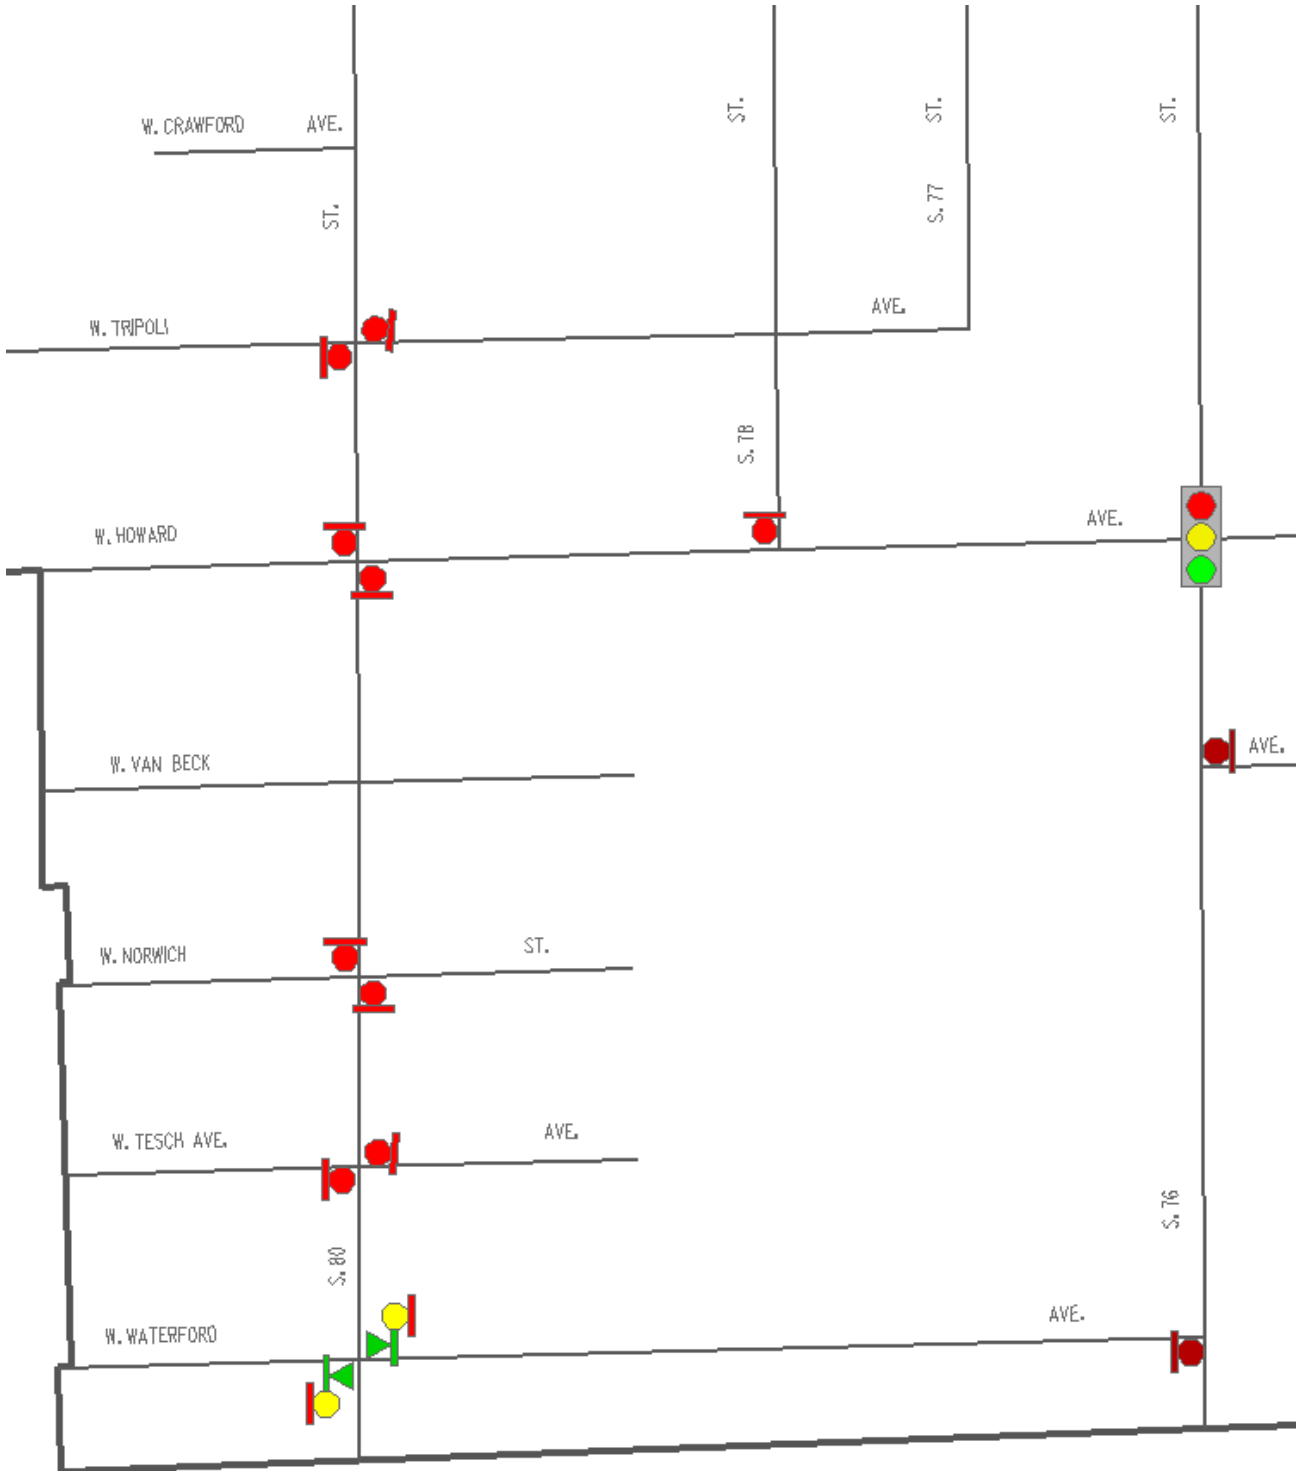 W. CRAWFORD AVE.
ST.
ST.
ST.
ST.
S. 77
W. TRIPOLI
AVE.
S. 78
W. HOWARD
AVE.
AVE.
W. VAN BECK
W. NORWICH
ST.
W. TESCH AVE.
AVE.
S. 76
S. 80
W. WATERFORD
AVE.